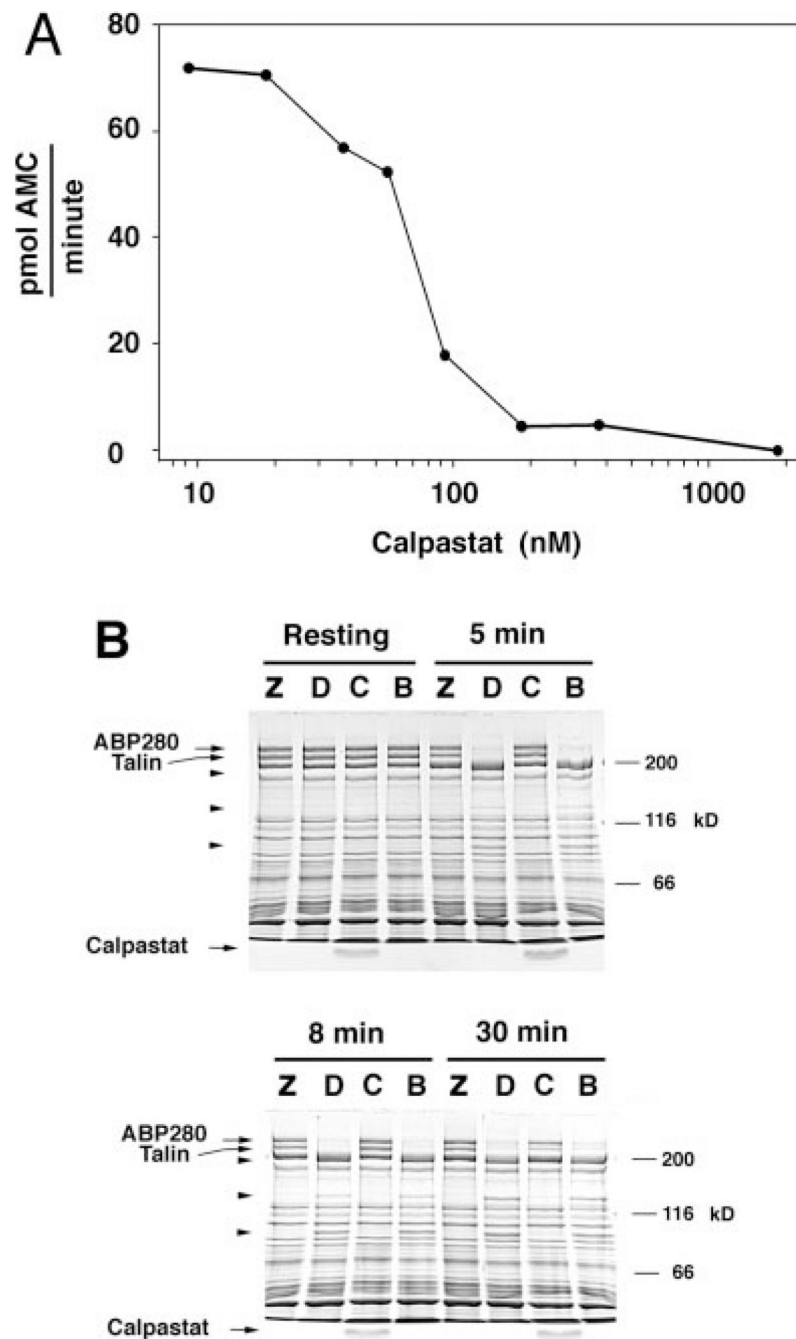 A
80
60
40
20
0
pmol AMC
minute
10 100 1000
Calpastat (nM)
B
Resting 5 min
Z D C B Z D C B
ABP280
Talin
200
116 kD
66
Calpastat
8 min 30 min
Z D C B Z D C B
ABP280
Talin
200
116 kD
66
Calpastat